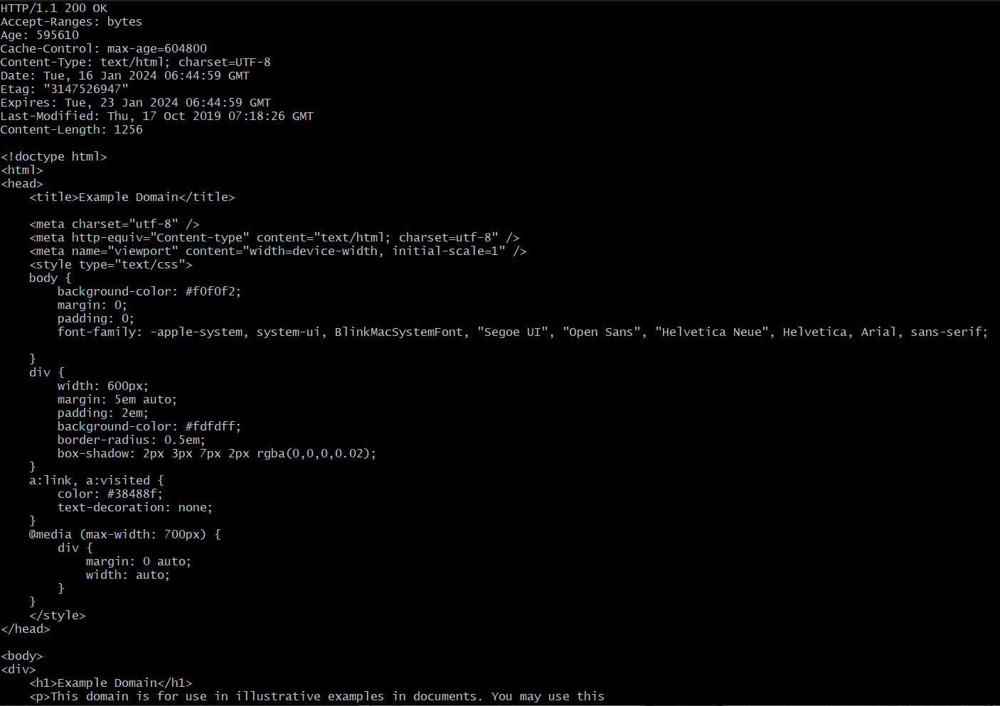 HTTP/1.1 200 OK
Accept-Ranges: bytes
Age: 595610
Cache-Control: max-age=604800
Content-Type: text/html; charset=UTF-8
Date: Tue, 16 Jan 2024 06:44:59 GMT
Etag: "3147526947"
Expires: Tue, 23 Jan 2024 06:44:59 GMT
Last-Modified: Thu, 17 Oct 2019 07:18:26 GMT
Content-Length: 1256

<!doctype html>
<html>
<head>
    <title>Example Domain</title>

    <meta charset="utf-8" />
    <meta http-equiv="Content-type" content="text/html; charset=utf-8" />
    <meta name="viewport" content="width=device-width, initial-scale=1" />
    <style type="text/css">
    body {
        background-color: #f0f0f2;
        margin: 0;
        padding: 0;
        font-family: -apple-system, system-ui, BlinkMacSystemFont, "Segoe UI", "Open Sans", "Helvetica Neue", Helvetica, Arial, sans-serif;

    }
    div {
        width: 600px;
        margin: 5em auto;
        padding: 2em;
        background-color: #fdfdff;
        border-radius: 0.5em;
        box-shadow: 2px 3px 7px 2px rgba(0,0,0,0.02);
    }
    a:link, a:visited {
        color: #38488f;
        text-decoration: none;
    }
    @media (max-width: 700px) {
        div {
            margin: 0 auto;
            width: auto;
        }
    }
    </style>
</head>

<body>
<div>
    <h1>Example Domain</h1>
    <p>This domain is for use in illustrative examples in documents. You may use this